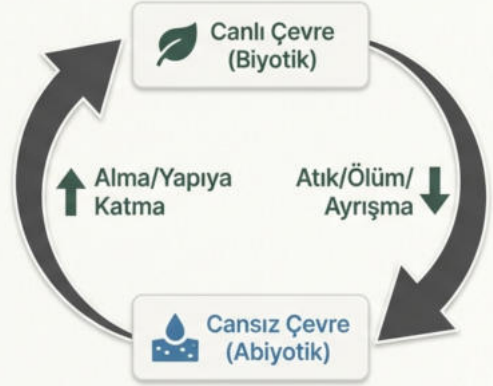 Canlı Çevre
(Biyotik)
Alma/Yapıya
Katma
Atık/Ölüm/
Ayrışma
Cansız Çevre
(Abiyotik)